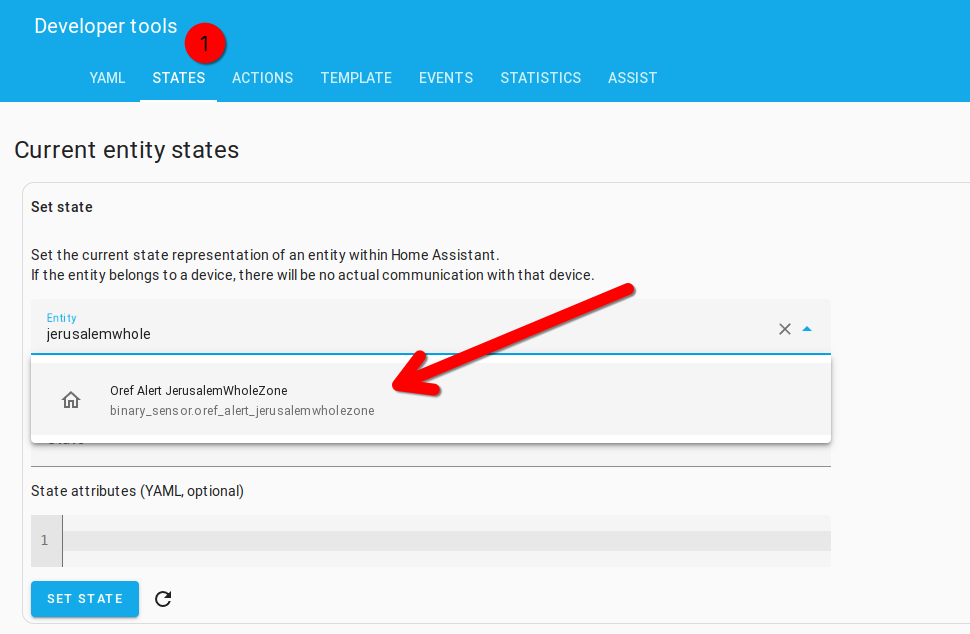 Developer tools
1
YAML STATES ACTIONS TEMPLATE EVENTS STATISTICS ASSIST
Current entity states
Set state
Set the current state representation of an entity within Home Assistant.
If the entity belongs to a device, there will be no actual communication with that device.
Entity
jerusalemwhole
Oref Alert JerusalemWholeZone
binary_sensor.oref_alert_jerusalemwholezone
State attributes (YAML, optional)
1
SET STATE